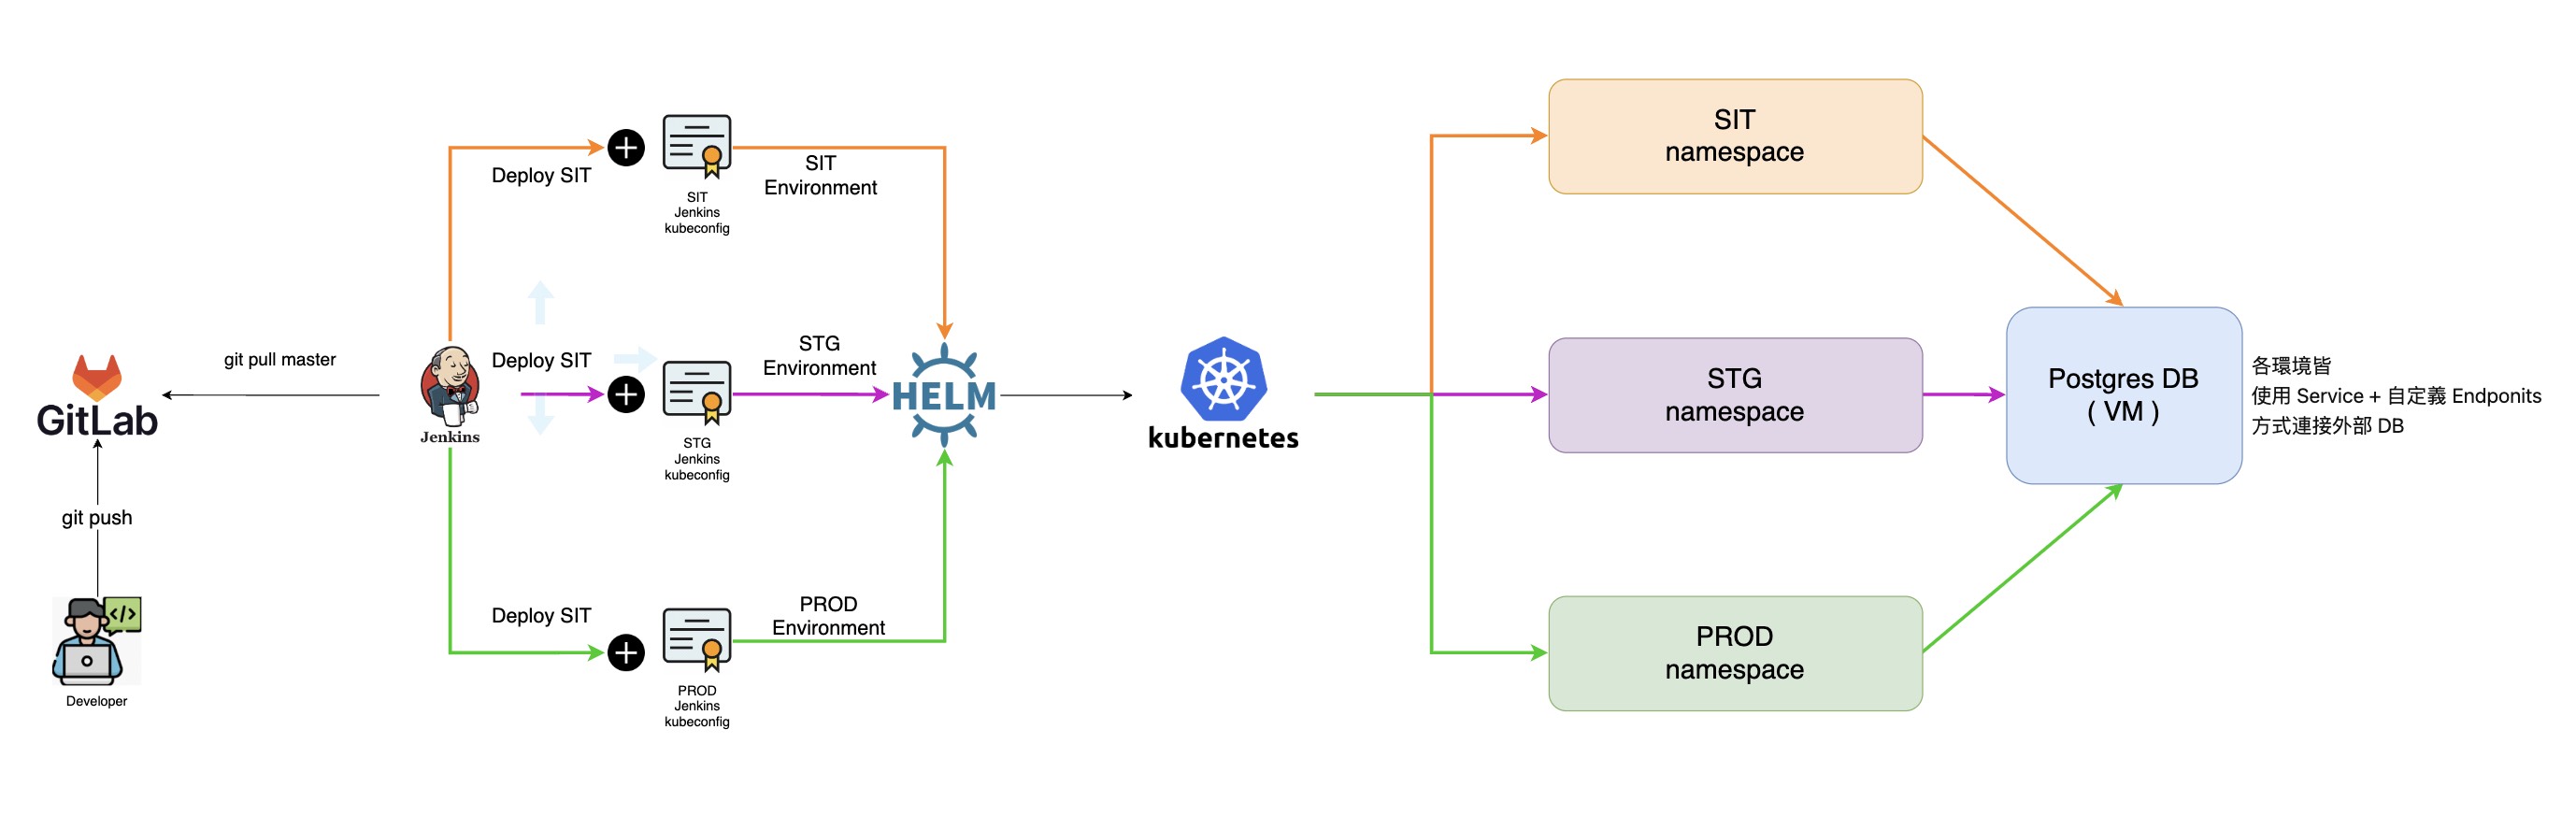 GitLab
git push
Developer
git pull master
Jenkins
Deploy SIT
SIT
Jenkins
kubeconfig
SIT
Environment
Deploy SIT
STG
Jenkins
kubeconfig
STG
Environment
Deploy SIT
PROD
Jenkins
kubeconfig
PROD
Environment
HELM
kubernetes
SIT
namespace
STG
namespace
PROD
namespace
Postgres DB
( VM )
各環境皆
使用 Service + 自定義 Endponits
方式連接外部 DB